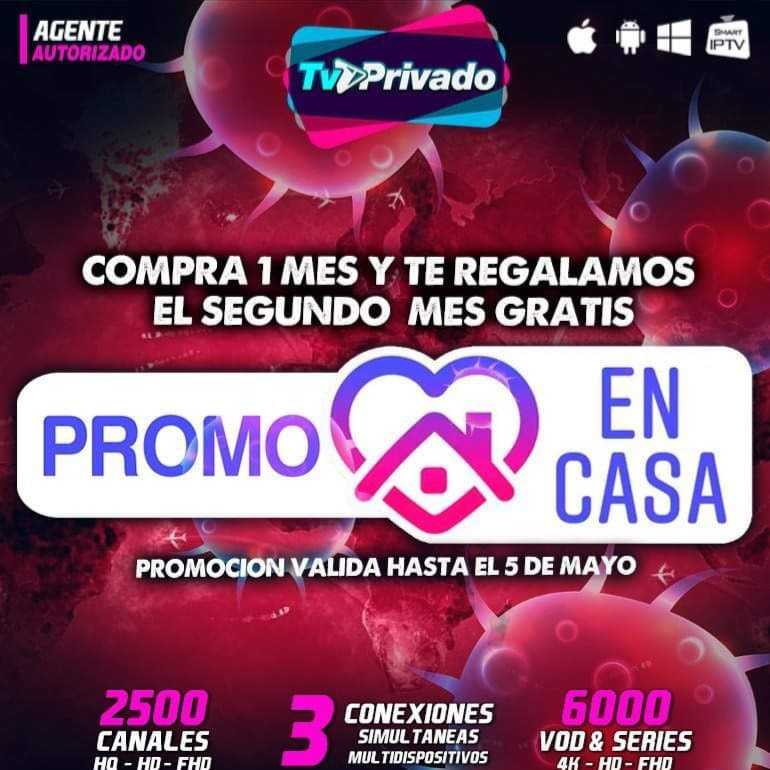 AGENTE
AUTORIZADO
SMART
IPTV
TvPrivado
COMPRA 1 MES Y TE REGALAMOS
EL SEGUNDO MES GRATIS
PROMO
EN
CASA
PROMOCION VALIDA HASTA EL 5 DE MAYO
2500
CANALES
HQ - HD - FHD
3
CONEXIONES
SIMULTANEAS
MULTIDISPOSITIVOS
6000
VOD & SERIES
4K - HD - FHD